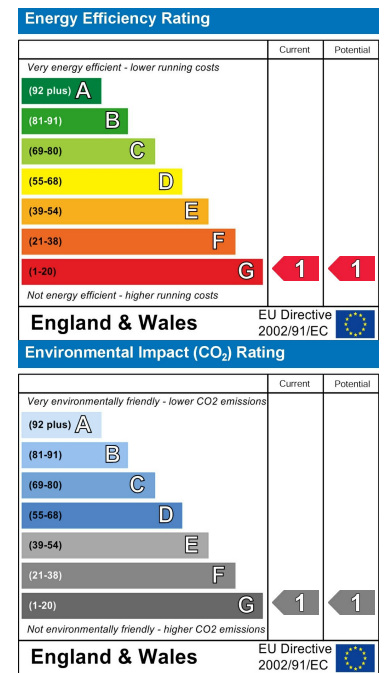 Energy Efficiency Rating
Current Potential
Very energy efficient - lower running costs
(92 plus) A
(81-91) B
(69-80) C
(55-68) D
(39-54) E
(21-38) F
(1-20) G 1 1
Not energy efficient - higher running costs
England & Wales
EU Directive
2002/91/EC
Environmental Impact (CO₂) Rating
Current Potential
Very environmentally friendly - lower CO2 emissions
(92 plus) A
(81-91) B
(69-80) C
(55-68) D
(39-54) E
(21-38) F
(1-20) G 1 1
Not environmentally friendly - higher CO2 emissions
England & Wales
EU Directive
2002/91/EC